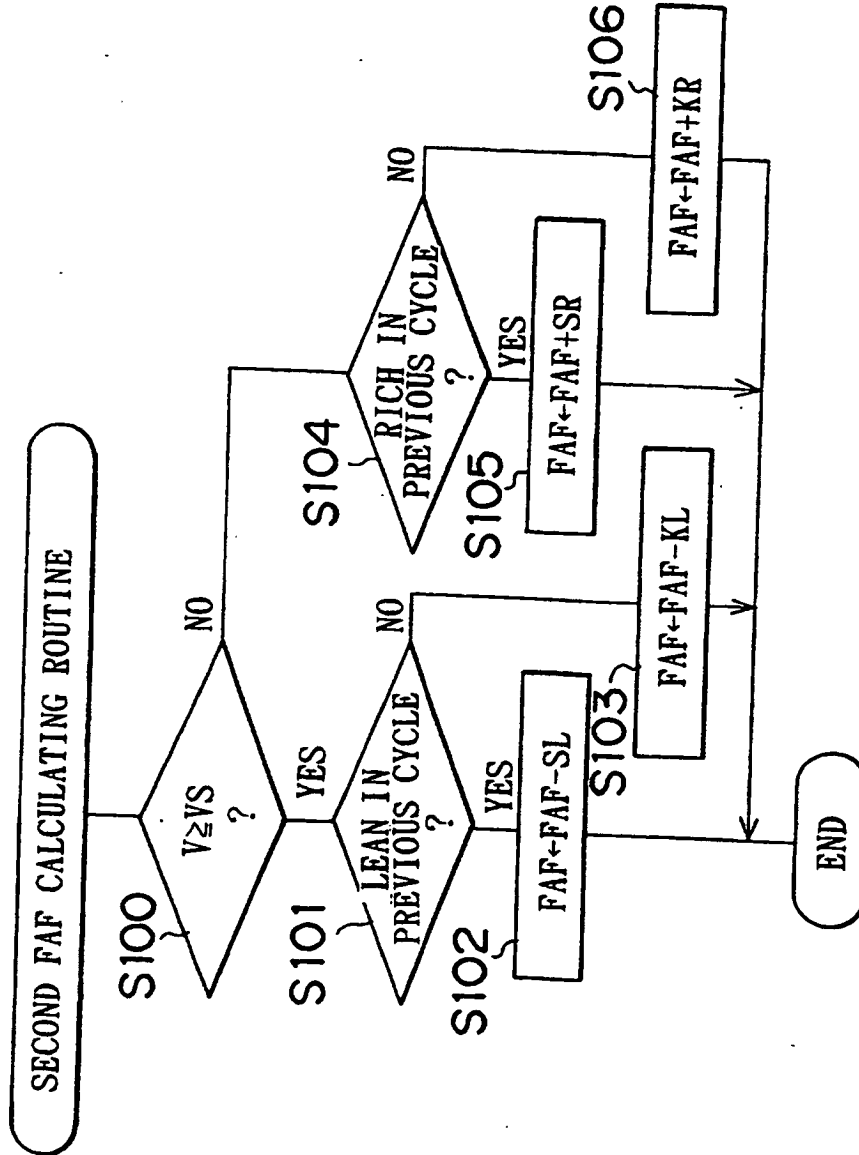 SECOND FAF CALCULATING ROUTINE
S100
V≧VS
?
NO
YES
S101
LEAN IN
PREVIOUS CYCLE
?
NO
YES
S102
FAF←FAF-SL
S103
FAF←FAF-KL
S104
RICH IN
PREVIOUS CYCLE
?
NO
YES
S105
FAF←FAF+SR
S106
FAF←FAF+KR
END